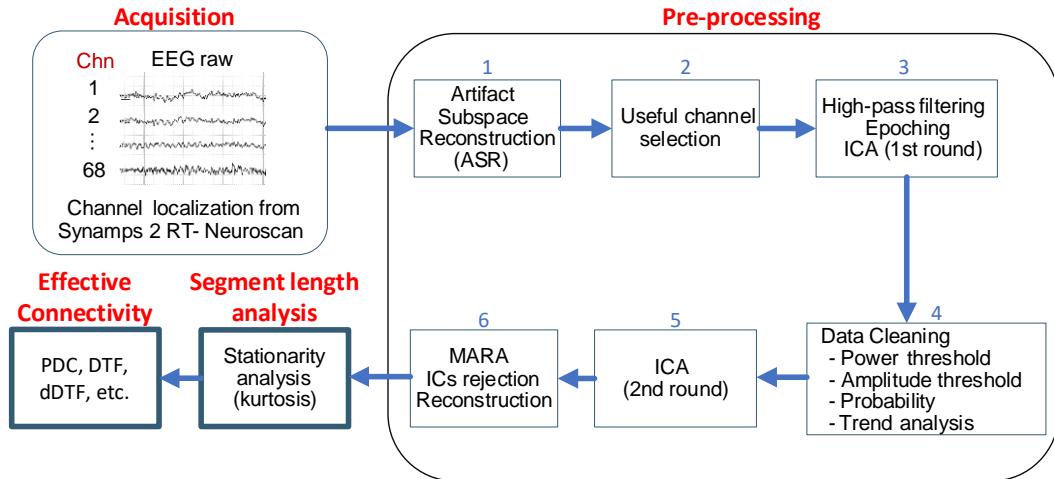 Acquisition
Chn
EEG raw
1
2
⋮
68
Channel localization from
Synamps 2 RT- Neuroscan
Pre-processing
1
Artifact
Subspace
Reconstruction
(ASR)
2
Useful channel
selection
3
High-pass filtering
Epoching
ICA (1st round)
4
Data Cleaning
- Power threshold
- Amplitude threshold
- Probability
- Trend analysis
5
ICA
(2nd round)
6
MARA
ICs rejection
Reconstruction
Segment length
analysis
Stationarity
analysis
(kurtosis)
Effective
Connectivity
PDC, DTF,
dDTF, etc.